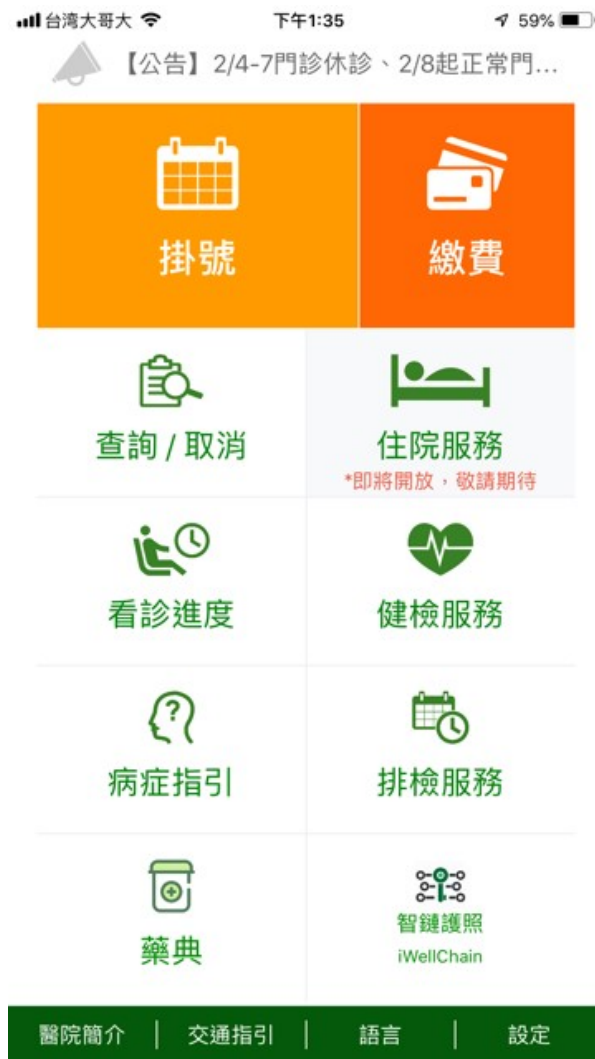 台湾大哥大
下午1:35
59%
【公告】2/4-7門診休診、2/8起正常門...
掛號
繳費
查詢 / 取消
住院服務
*即將開放，敬請期待
看診進度
健檢服務
?
病症指引
排檢服務
藥典
智鏈護照
iWellChain
醫院簡介 | 交通指引 | 語言 | 設定